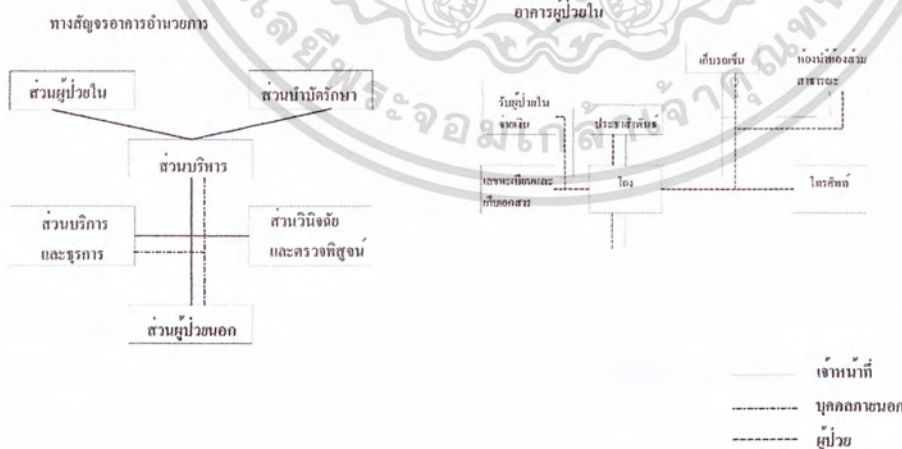 ทางสัญจรอาคารอำนวยการ
ส่วนผู้ป่วยใน
ส่วนบำบัดรักษา
ส่วนบริหาร
ส่วนบริการ
และธุรการ
ส่วนวินิจฉัย
และตรวจพิสูจน์
ส่วนผู้ป่วยนอก
อาคารผู้ป่วยใน
เก็บรถเข็น
ห้องน้ำห้องส้วม
สาธารณะ
รับผู้ป่วยใน
จ่ายเงิน
ประชาสัมพันธ์
เลขทะเบียนและ
เก็บเอกสาร
โถง
โทรศัพท์
เจ้าหน้าที่
บุคคลภายนอก
ผู้ป่วย